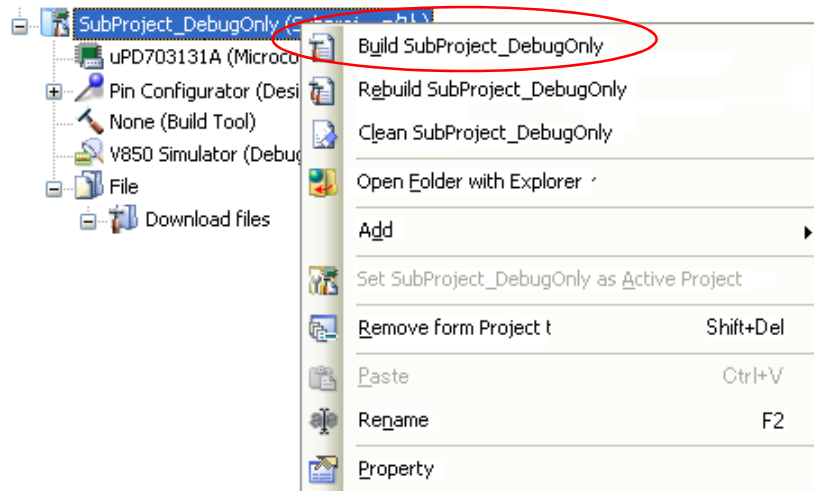 SubProject_DebugOnly
uPD703131A (Microco
Pin Configurator (Desi
None (Build Tool)
V850 Simulator (Debug
File
Download files
Build SubProject_DebugOnly
Rebuild SubProject_DebugOnly
Clean SubProject_DebugOnly
Open Folder with Explorer
Add
Set SubProject_DebugOnly as Active Project
Remove form Project t Shift+Del
Paste Ctrl+V
Rename F2
Property